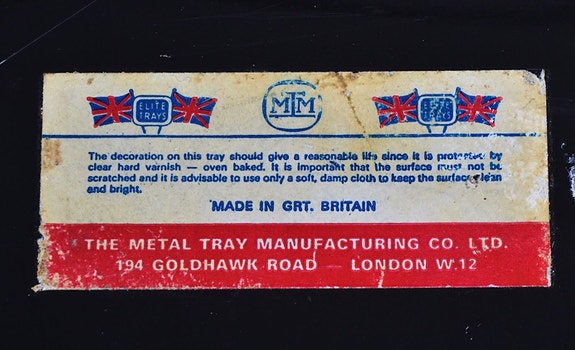 ELITE TRAYS
MTM
ELITE TRAYS
The decoration on this tray should give a reasonable life since it is protected by
clear hard varnish — oven baked. It is important that the surface must not be
scratched and it is advisable to use only a soft, damp cloth to keep the surface clean
and bright.
MADE IN GRT. BRITAIN
THE METAL TRAY MANUFACTURING CO. LTD.
194 GOLDHAWK ROAD — LONDON W.12